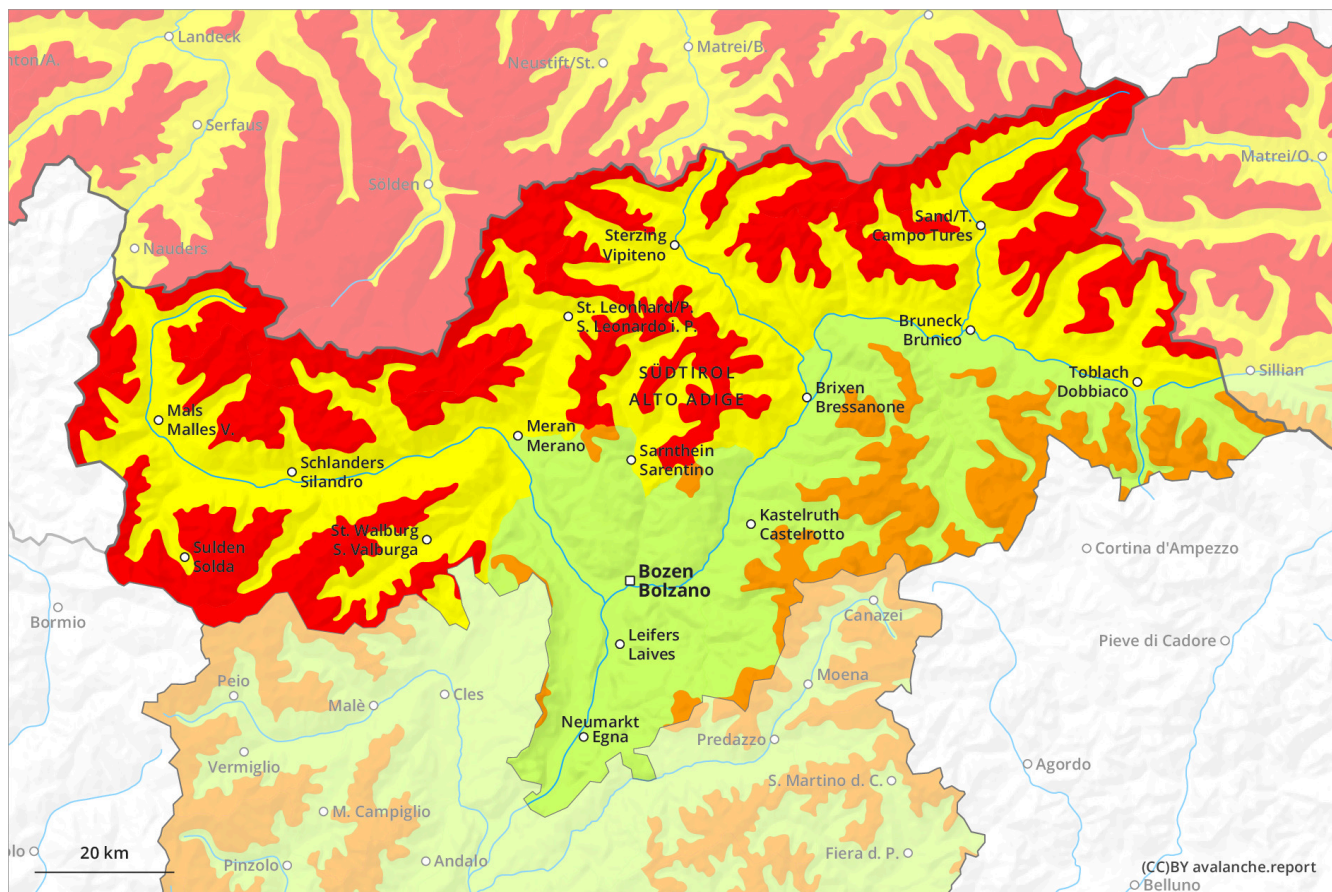 Landeck
Matrei/B.
nton/A.
Neustift/St.
Serfaus
Matrei/O.
Sölden
Sand/T.
Campo Tures
Sterzing
Vipiteno
Nauders
St. Leonhard/P.
S. Leonardo i. P.
Bruneck
Brunico
SÜDTIROL
ALTO ADIGE
Toblach
Dobbiaco
Sillian
Brixen
Bressanone
Mals
Malles V.
Meran
Merano
Schlanders
Silandro
Sarnthein
Sarentino
Kastelruth
Castelrotto
St. Walburg
S. Valburga
Sulden
Solda
Cortina d'Ampezzo
Bozen
Bolzano
Bormio
Canazei
Leifers
Laives
Pieve di Cadore
Peio
Malè
Cles
Moena
Neumarkt
Egna
Predazzo
Vermiglio
Agordo
S. Martino d. C.
M. Campiglio
olo
20 km
Pinzolo
Andalo
Fiera d. P.
(CC)BY avalanche.report
Belluno